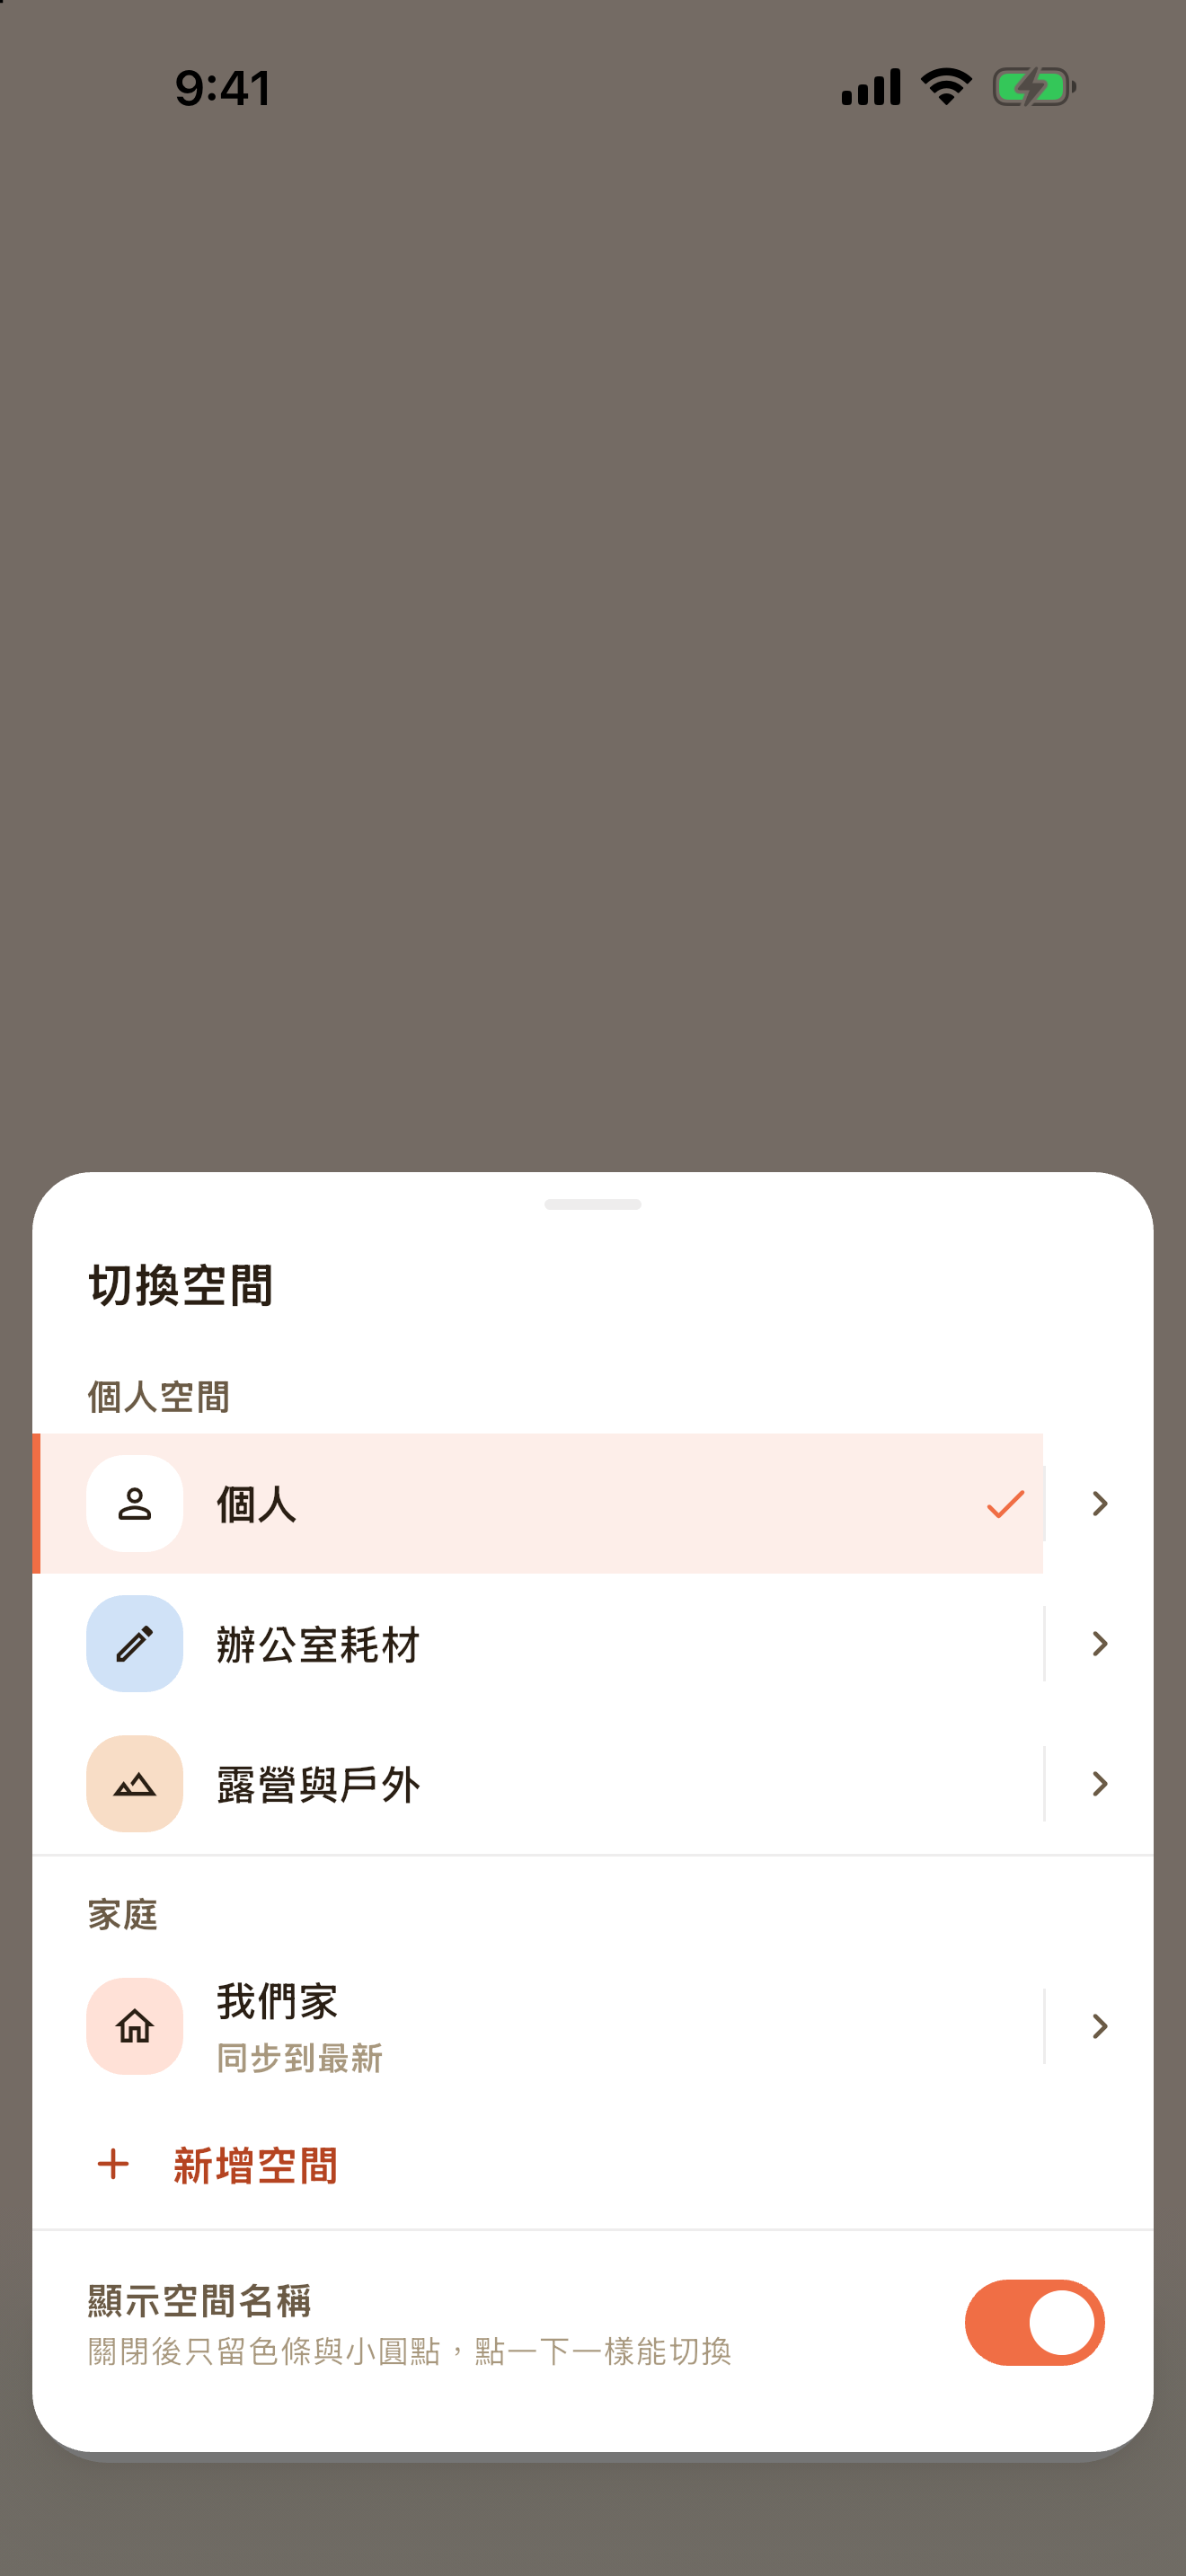 9:41
切換空間
個人空間
個人
辦公室耗材
露營與戶外
家庭
我們家
同步到最新
新增空間
顯示空間名稱
關閉後只留色條與小圓點，點一下一樣能切換